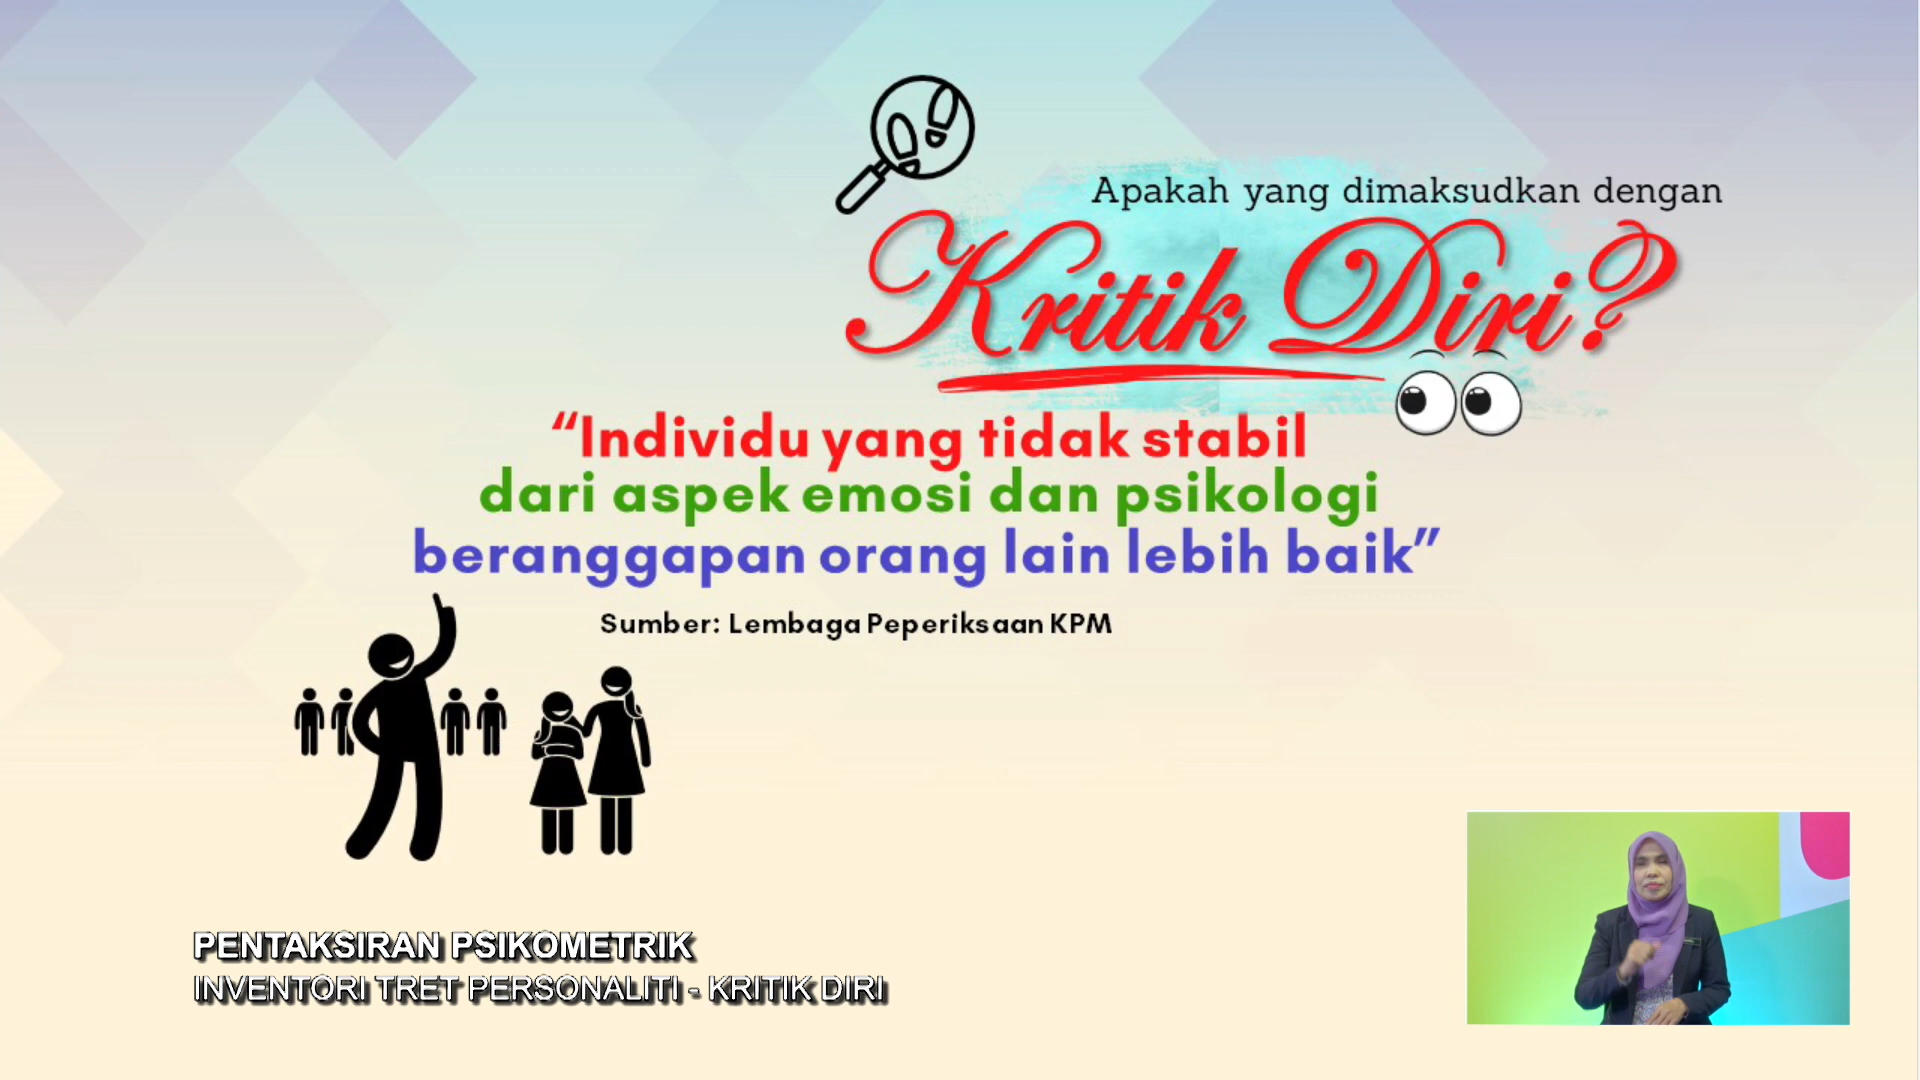 Apakah yang dimaksudkan dengan
Kritik Diri?
“Individu yang tidak stabil
dari aspek emosi dan psikologi
beranggapan orang lain lebih baik”
Sumber: Lembaga Peperiksaan KPM
PENTAKSIRAN PSIKOMETRIK
INVENTORI TRET PERSONALITI - KRITIK DIRI